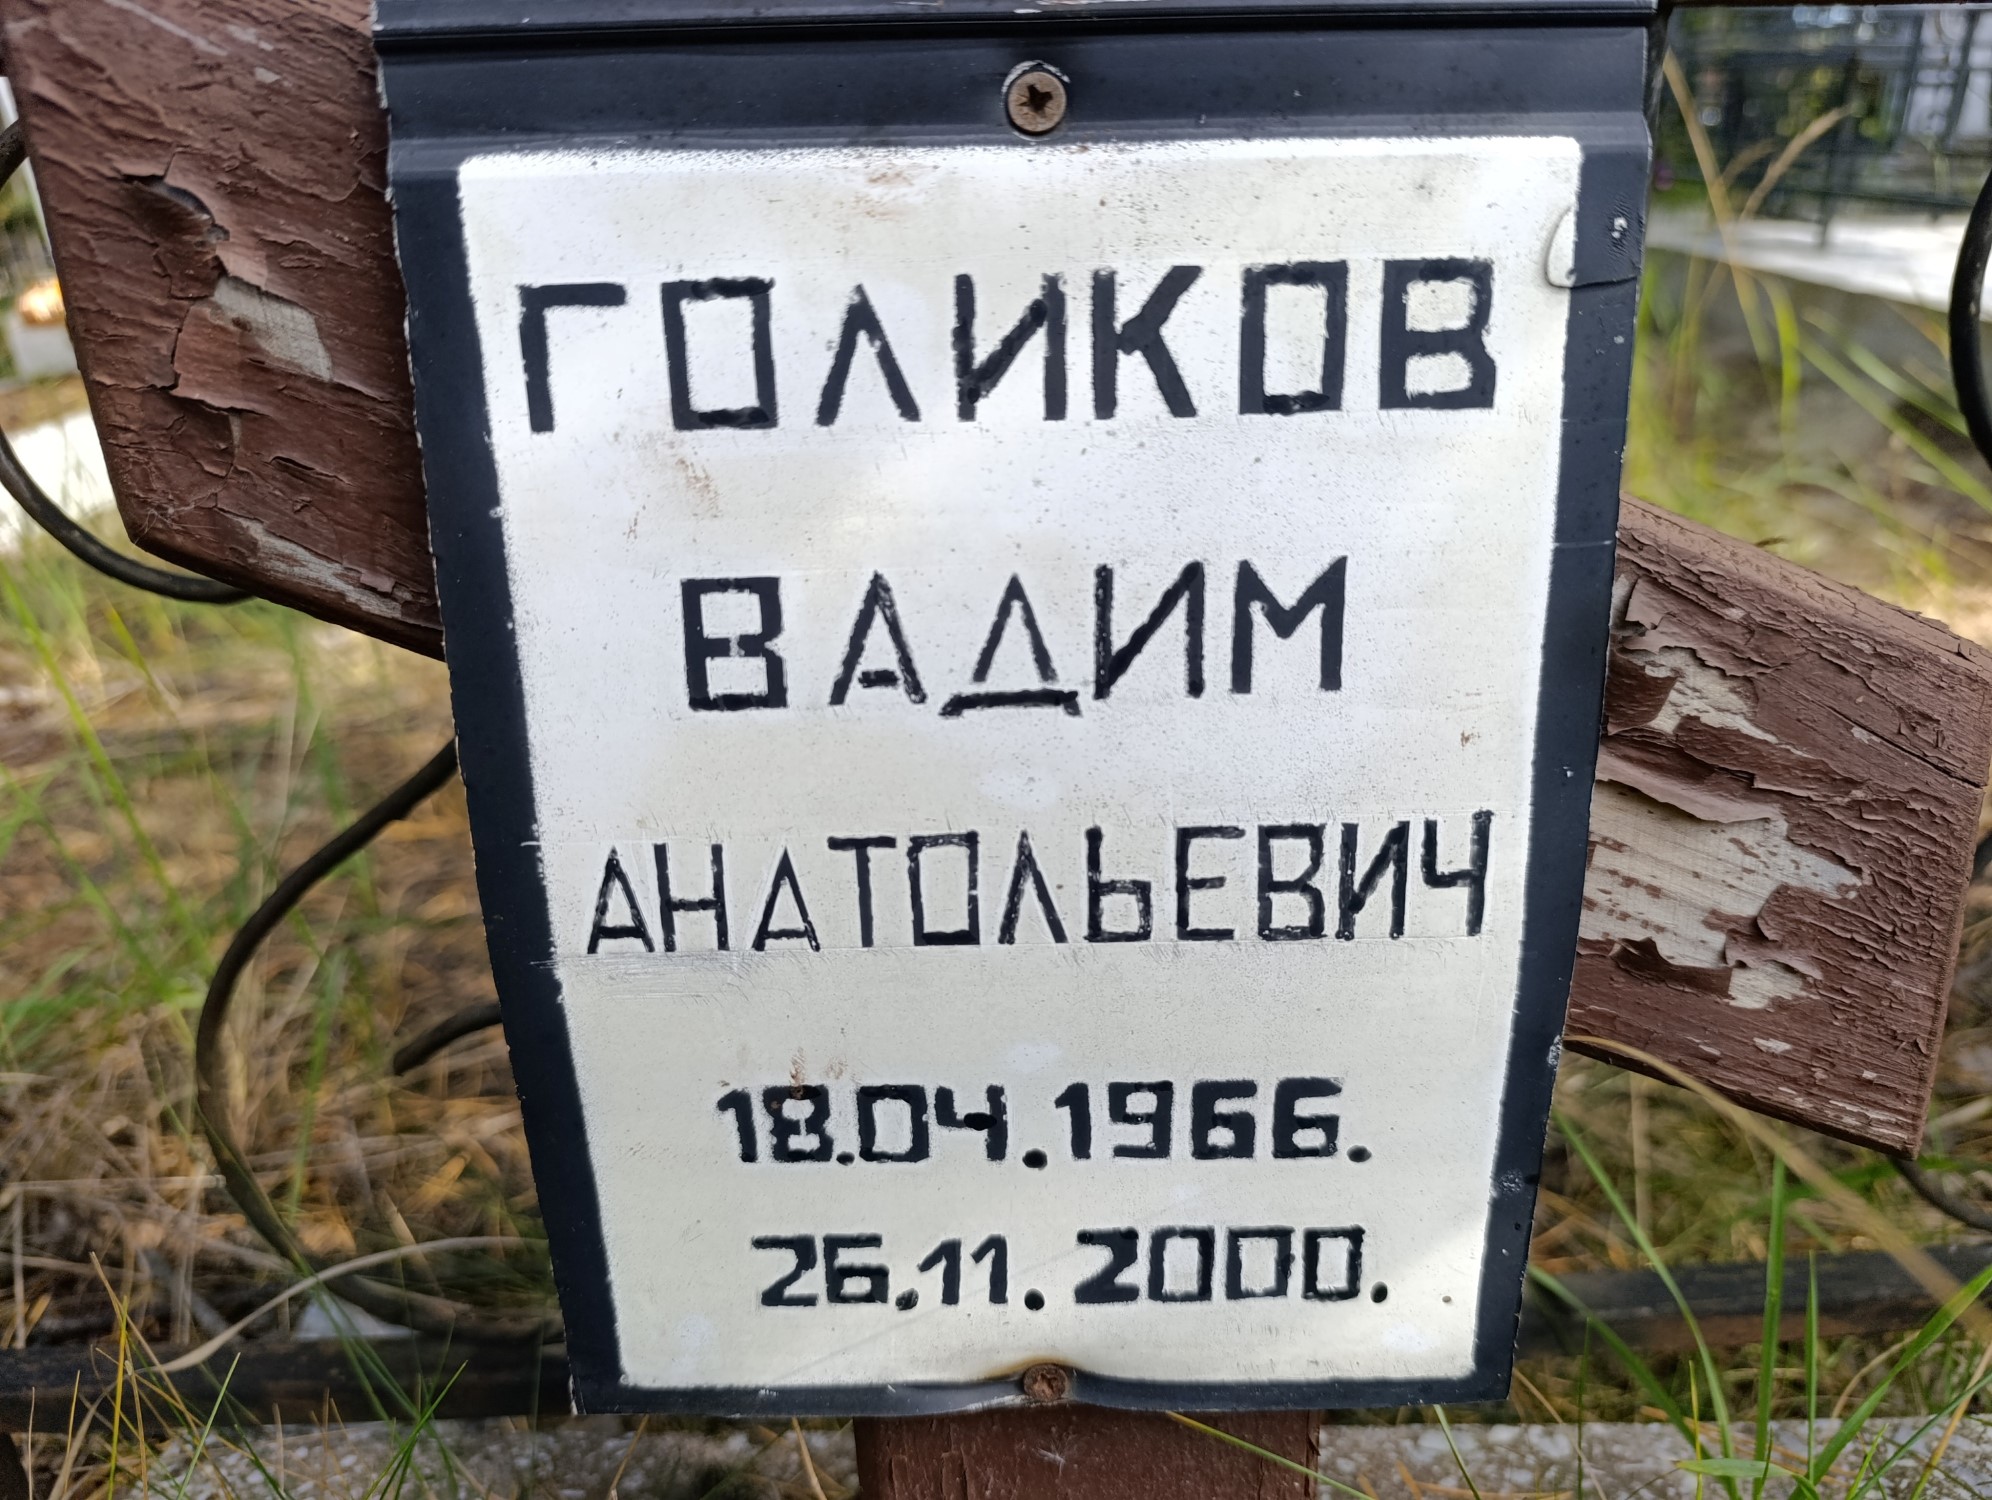 ГОЛИКОВ
ВАДИМ
АНАТОЛЬЕВИЧ
18.04.1966.
26.11.2000.